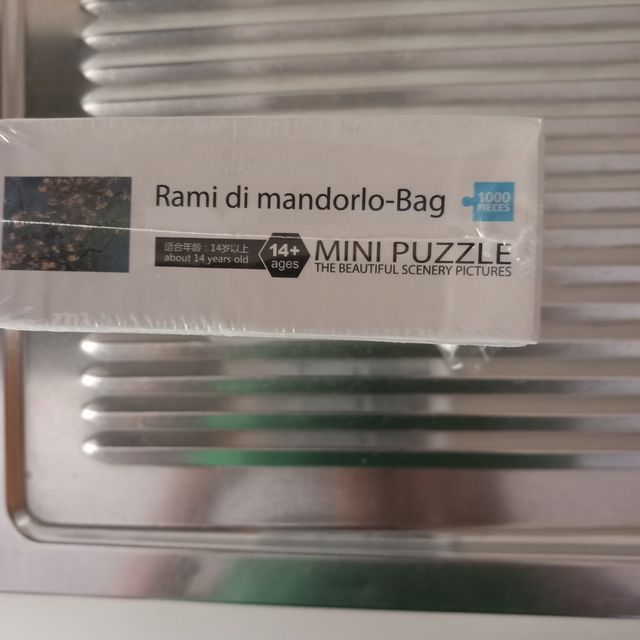 Rami di mandorlo-Bag
1000
PIECES
适合年龄：14岁以上
about 14 years old
14+
ages
MINI PUZZLE
THE BEAUTIFUL SCENERY PICTURES